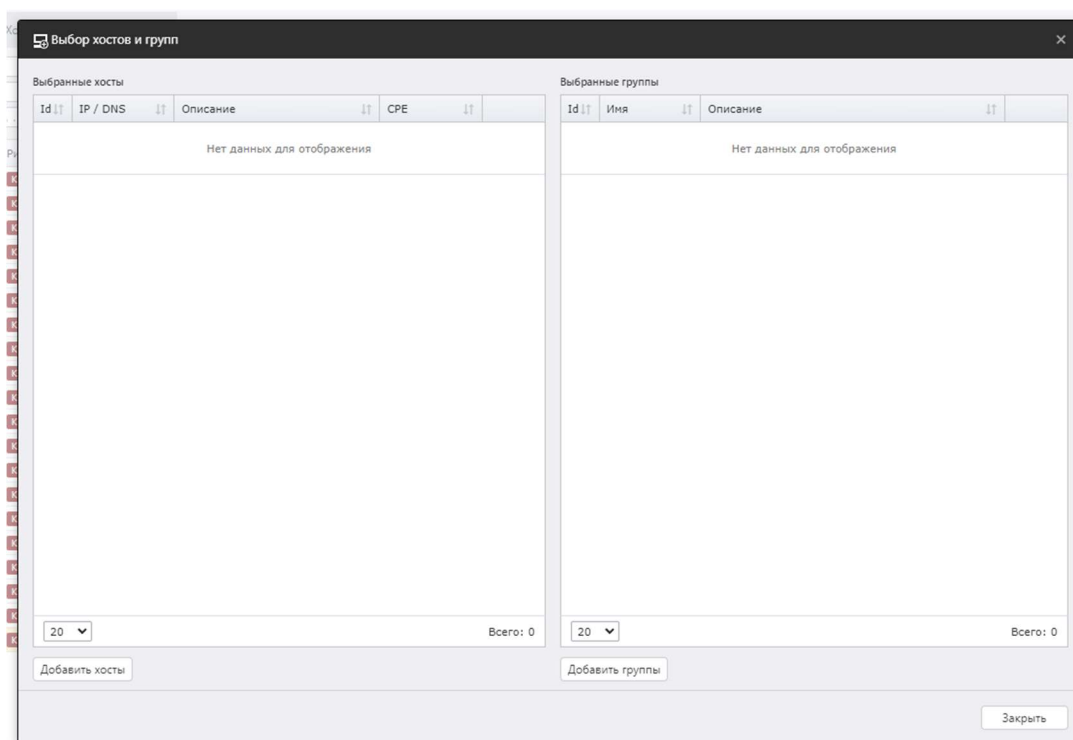 Выбор хостов и групп
Выбранные хосты
Id IP / DNS Описание CPE
Нет данных для отображения
20 Всего: 0
Добавить хосты
Выбранные группы
Id Имя Описание
Нет данных для отображения
20 Всего: 0
Добавить группы
Закрыть